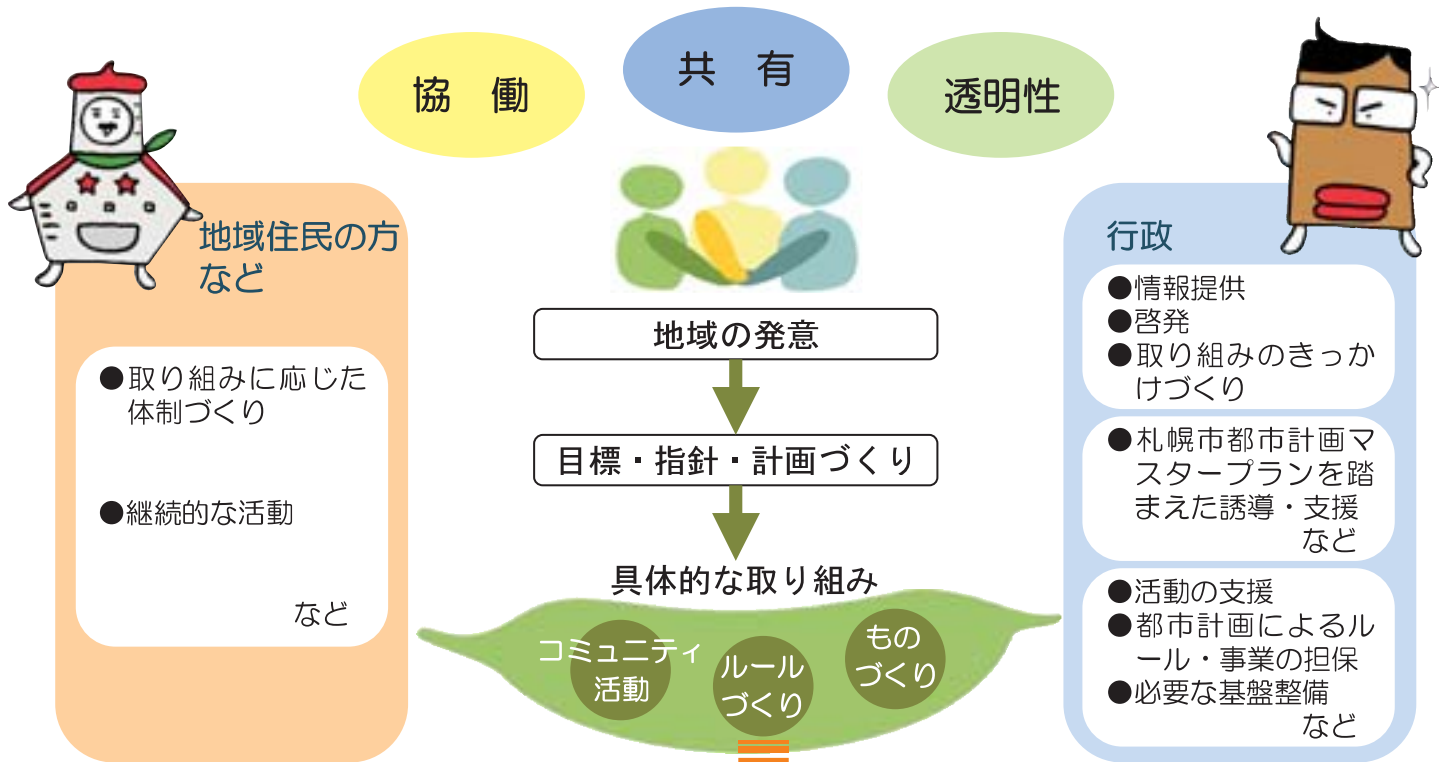 協　働
共　有
透明性
地域住民の方
など
●取り組みに応じた
体制づくり
●継続的な活動
など
地域の発意
目標・指針・計画づくり
具体的な取り組み
コミュニティ
活動
ルール
づくり
もの
づくり
行政
●情報提供
●啓発
●取り組みのきっか
けづくり
●札幌市都市計画マ
スタープランを踏
まえた誘導・支援
など
●活動の支援
●都市計画によるル
ール・事業の担保
●必要な基盤整備
など